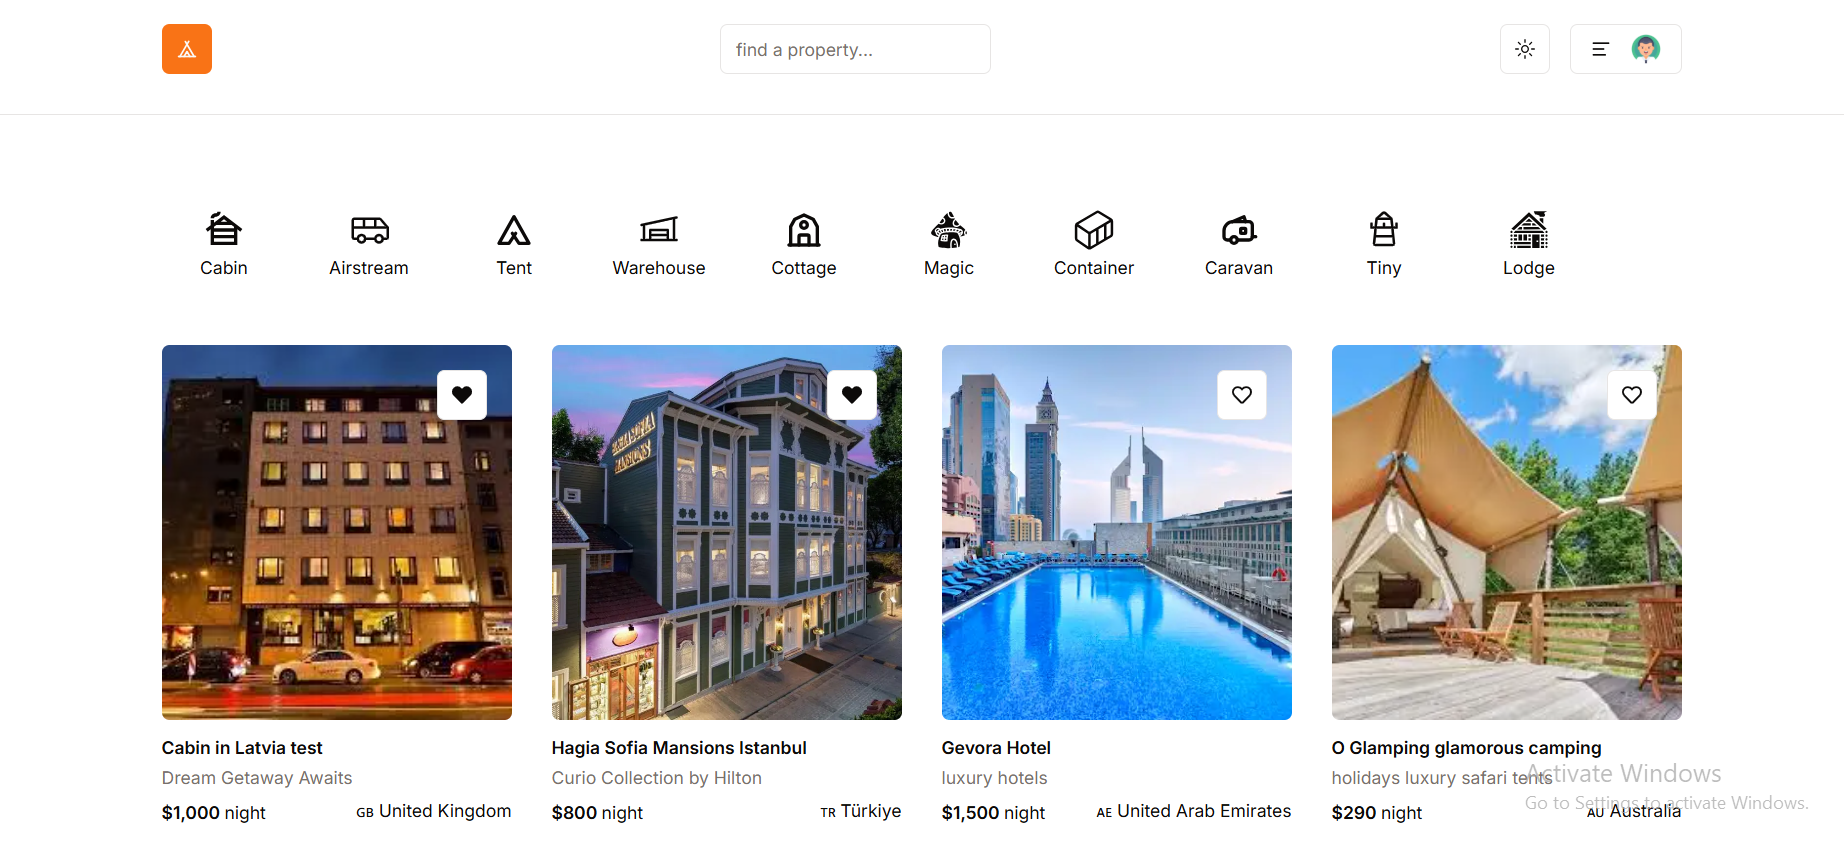 find a property...
Cabin
Airstream
Tent
Warehouse
Cottage
Magic
Container
Caravan
Tiny
Lodge
HAGIA SOFIA
MANSIONS
Cabin in Latvia test
Dream Getaway Awaits
$1,000 night
GB United Kingdom
Hagia Sofia Mansions Istanbul
Curio Collection by Hilton
$800 night
TR Türkiye
Gevora Hotel
luxury hotels
$1,500 night
AE United Arab Emirates
O Glamping glamorous camping
holidays luxury safari tents
$290 night
AU Australia
Activate Windows
Go to Settings to activate Windows.